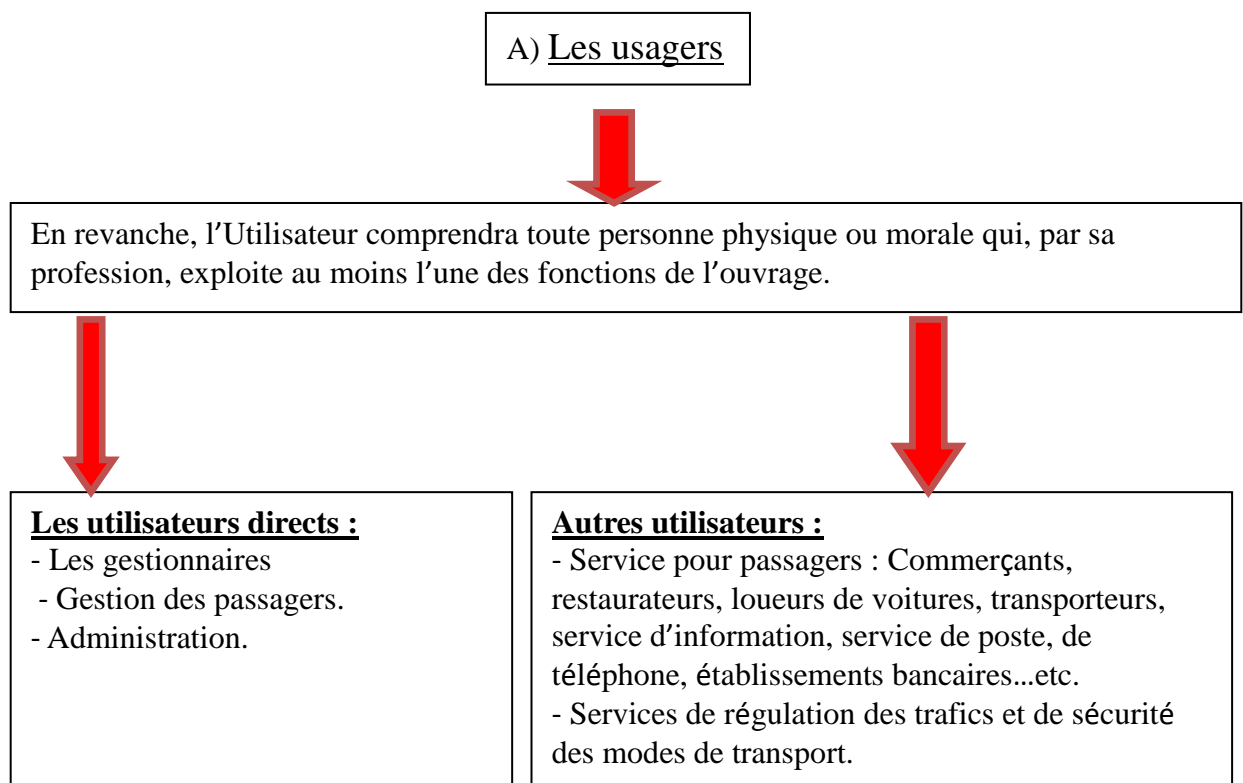 A) Les usagers
En revanche, l’Utilisateur comprendra toute personne physique ou morale qui, par sa
profession, exploite au moins l’une des fonctions de l’ouvrage.
Les utilisateurs directs :
- Les gestionnaires
- Gestion des passagers.
- Administration.
Autres utilisateurs :
- Service pour passagers : Commerçants,
restaurateurs, loueurs de voitures, transporteurs,
service d’information, service de poste, de
téléphone, établissements bancaires...etc.
- Services de régulation des trafics et de sécurité
des modes de transport.